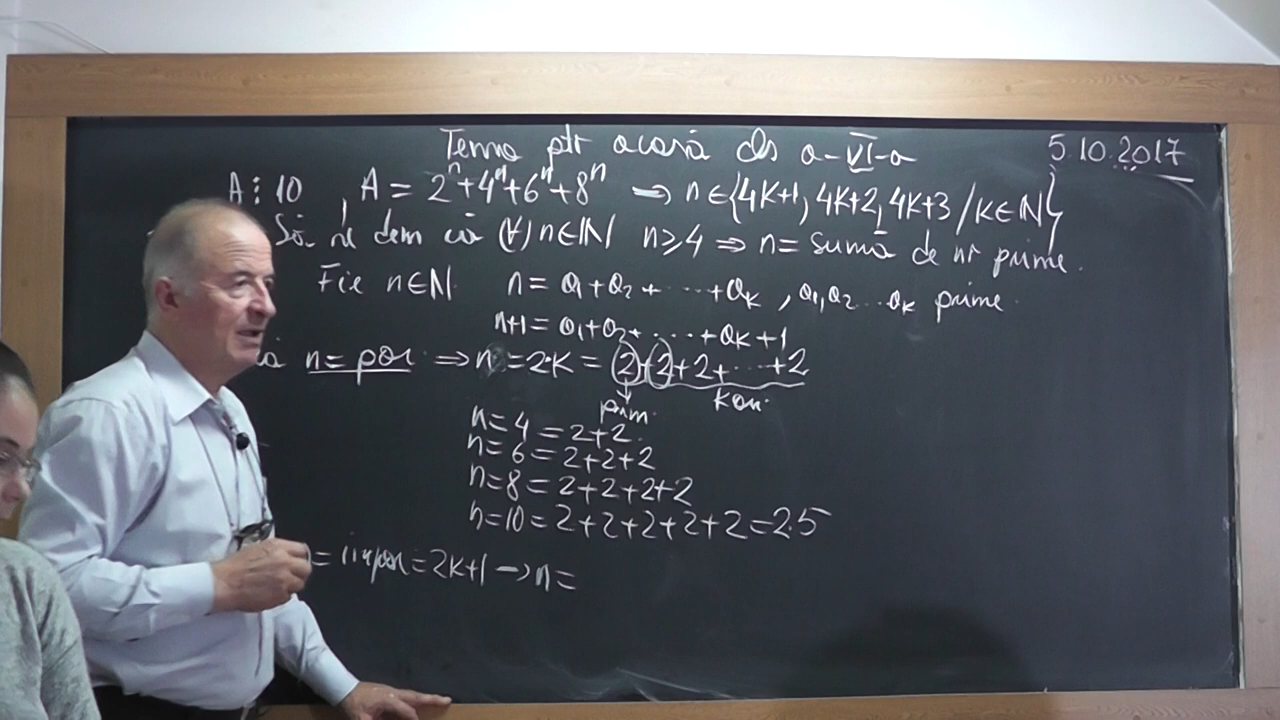 Tema ptr acasă cls a-VI-a 5.10.2017
A⋮10, A = 2ⁿ+4ⁿ+6ⁿ+8ⁿ → n∈{4K+1, 4K+2, 4K+3 / K∈N}
Să se dem că (∀) n∈N n≥4 ⇒ n = sumă de nr prime.
Fie n∈N n = a₁+a₂+.....+aₖ, a₁,a₂...aₖ prime.
n+1 = a₁+a₂+.....+aₖ+1
n=par ⇒ n=2·K = 2+2+2+.....+2
prim. K ori.
n=4=2+2.
n=6=2+2+2
n=8=2+2+2+2
n=10=2+2+2+2+2=2·5
=impar=2K+1→n=